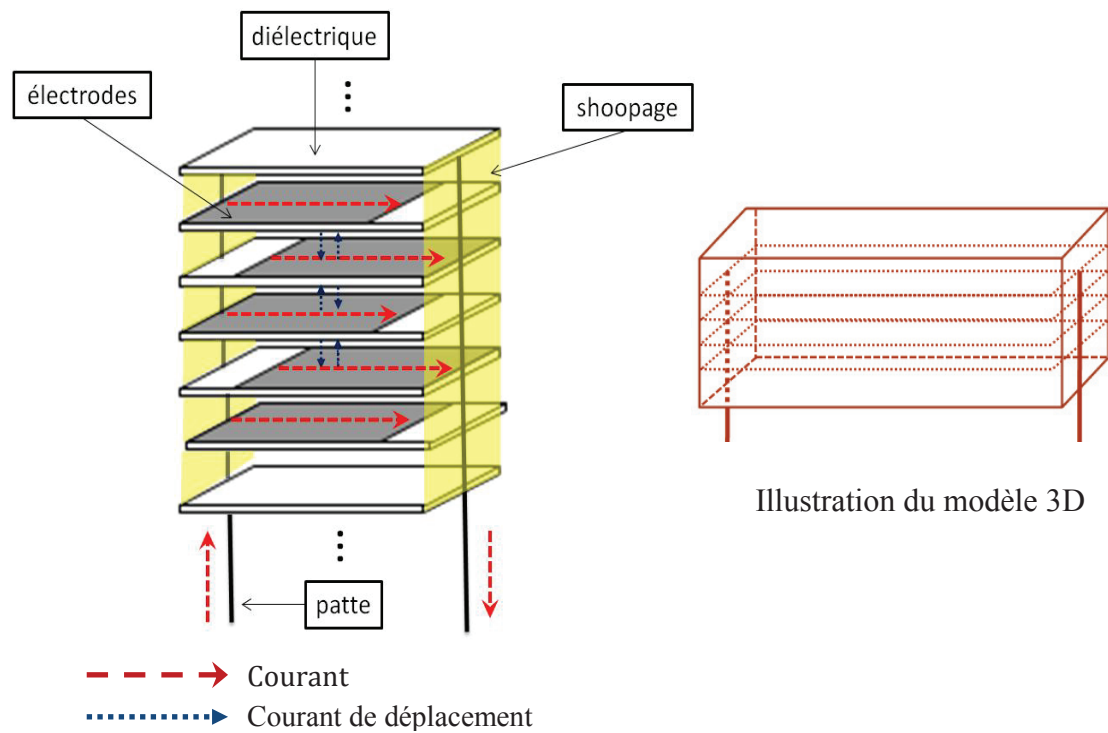 diélectrique
électrodes
shoopage
patte
Illustration du modèle 3D
Courant
Courant de déplacement